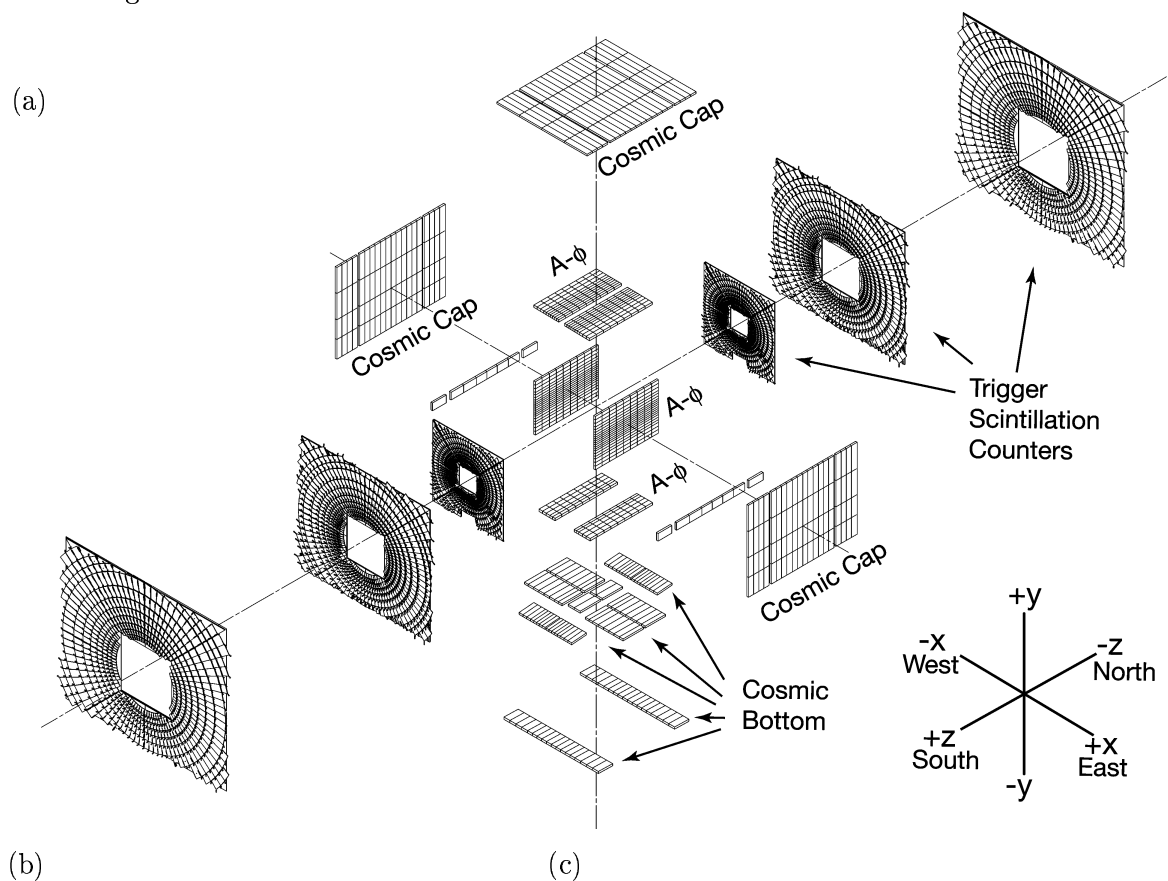 (a)
Cosmic Cap
A-ϕ
Cosmic Cap
A-ϕ
Trigger
Scintillation
Counters
A-ϕ
Cosmic Cap
Cosmic
Bottom
+y
-x
West
-z
North
+z
South
+x
East
-y
(b)
(c)